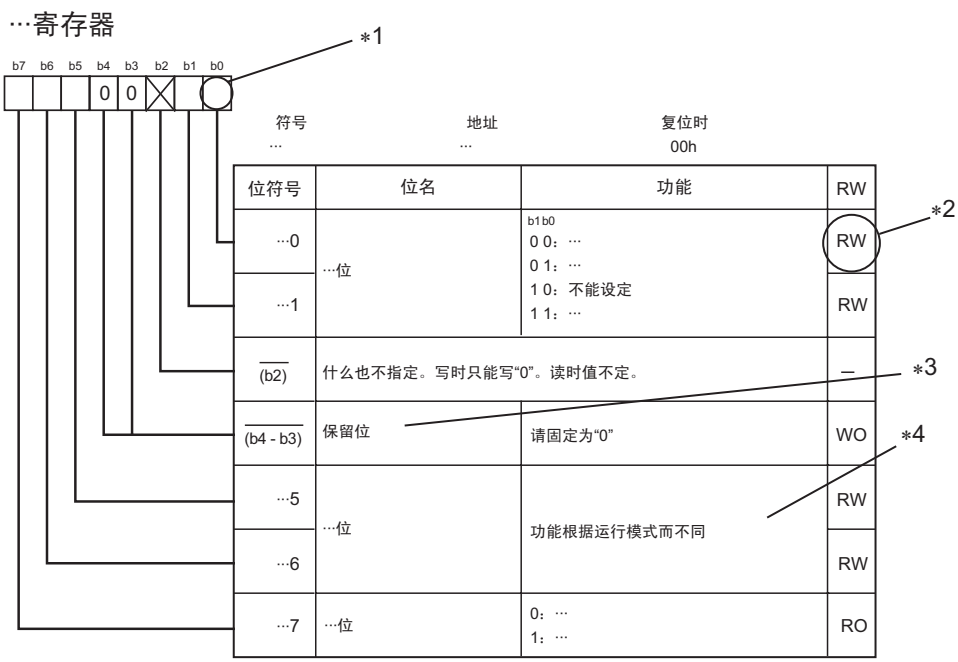 …寄存器
*1
b7 b6 b5 b4 b3 b2 b1 b0
0 0
符号 地址 复位时
… … 00h
位符号 位名 功能 RW
*2
…0 …位 b1b0 RW
0 0：…
0 1：…
1 0：不能设定
1 1：…
…1 RW
(b2) 什么也不指定。写时只能写“0”。读时值不定。 –
*3
(b4 - b3) 保留位 请固定为“0” WO
*4
…5 …位 功能根据运行模式而不同 RW
…6 RW
…7 …位 0：… RO
1：…